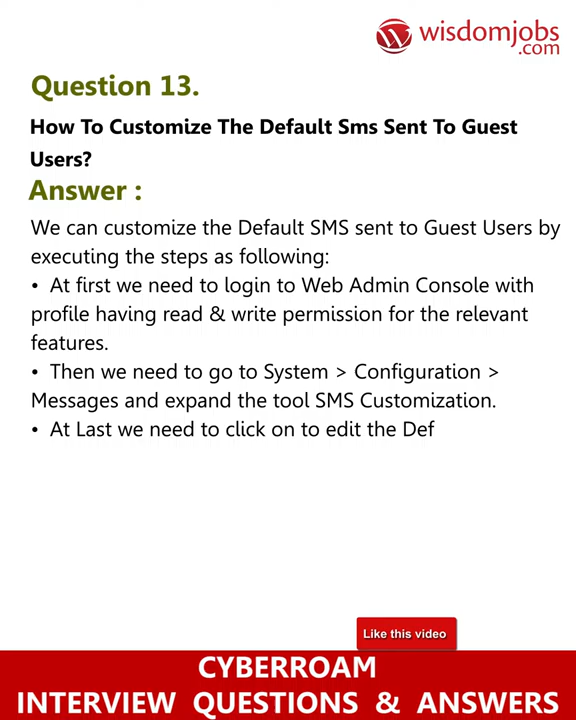 wisdomjobs
.com
Question 13.
How To Customize The Default Sms Sent To Guest
Users?
Answer :
We can customize the Default SMS sent to Guest Users by
executing the steps as following:
• At first we need to login to Web Admin Console with
profile having read & write permission for the relevant
features.
• Then we need to go to System > Configuration >
Messages and expand the tool SMS Customization.
• At Last we need to click on to edit the Def
Like this video
CYBERROAM
INTERVIEW QUESTIONS & ANSWERS